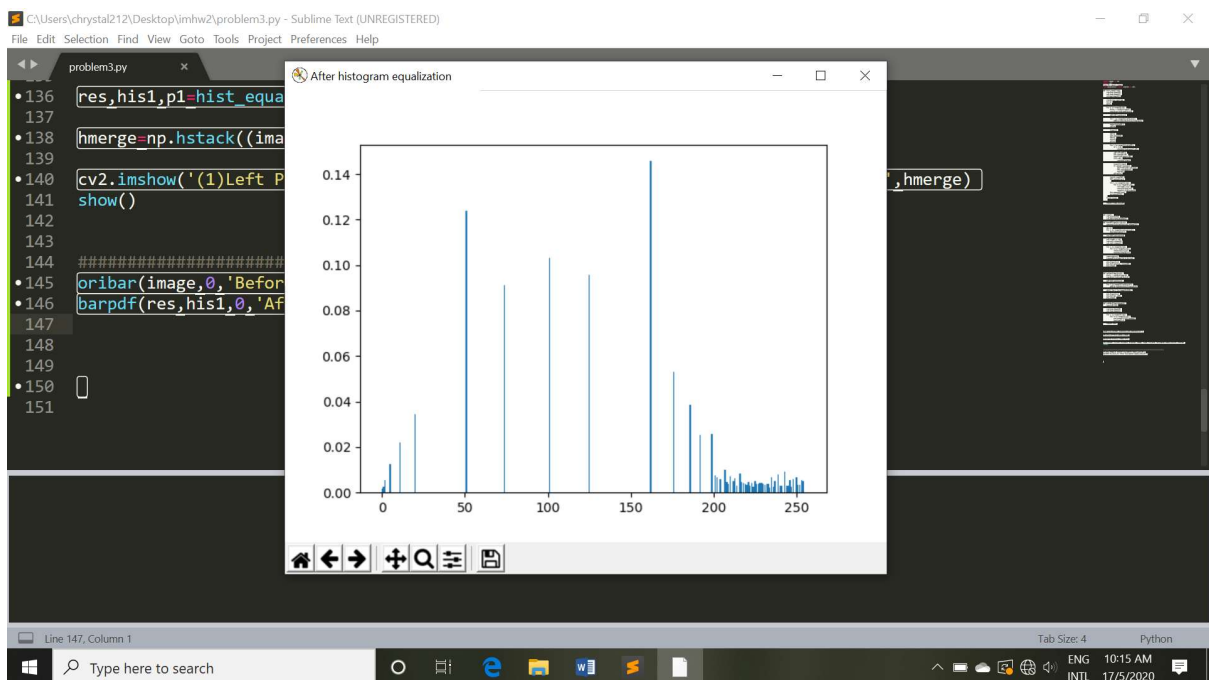 C:\Users\chrystal212\Desktop\imhw2\problem3.py - Sublime Text (UNREGISTERED)
File Edit Selection Find View Goto Tools Project Preferences Help
problem3.py ×
After histogram equalization
136 res,his1,p1=hist_equa
137
138 hmerge=np.hstack((ima
139
140 cv2.imshow('(1)Left P ',hmerge)
141 show()
142
143
144 #####################
145 oribar(image,0,'Befor
146 barpdf(res,his1,0,'Af
147
148
149
150
151
0.14
0.12
0.10
0.08
0.06
0.04
0.02
0.00
0 50 100 150 200 250
Line 147, Column 1 Tab Size: 4 Python
Type here to search
ENG 10:15 AM
INTL 17/5/2020